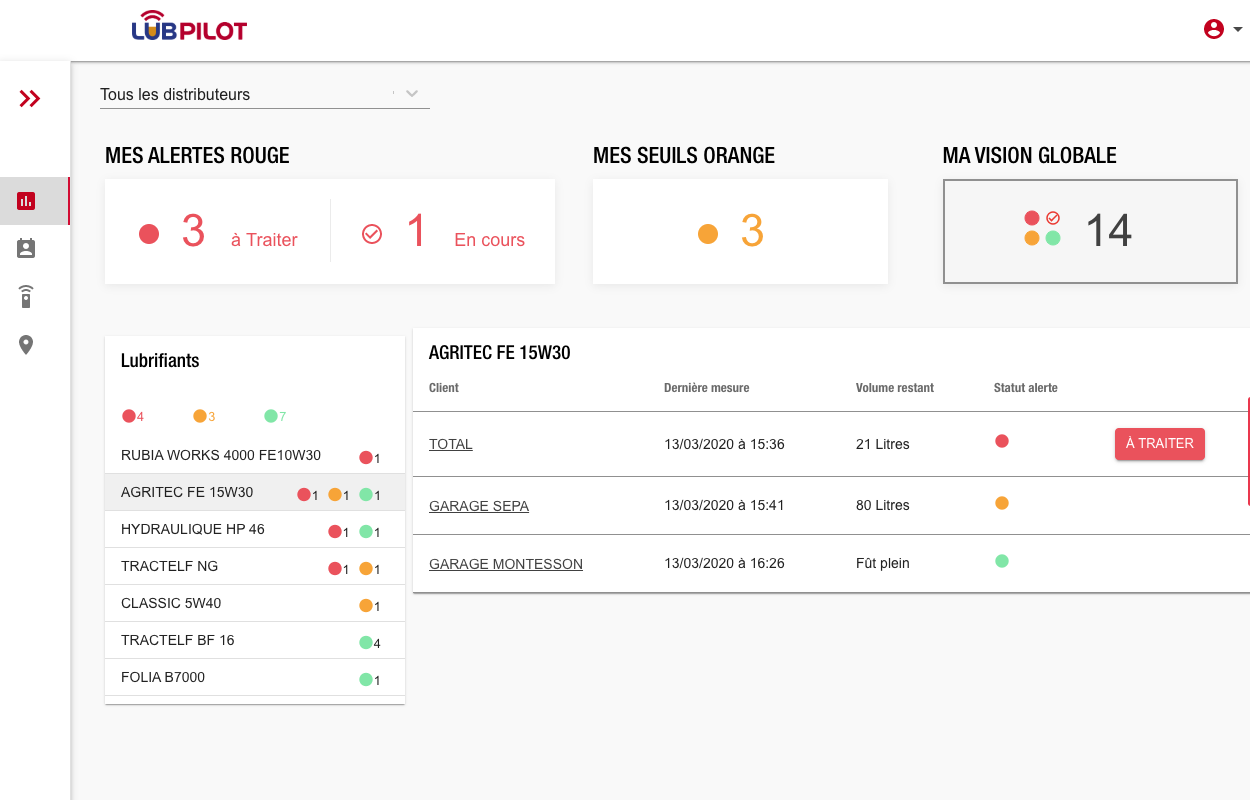 LUBPILOT
Tous les distributeurs
MES ALERTES ROUGE
MES SEUILS ORANGE
MA VISION GLOBALE
3 à Traiter
1 En cours
3
14
Lubrifiants
4 3 7
RUBIA WORKS 4000 FE10W30 1
AGRITEC FE 15W30 1 1 1
HYDRAULIQUE HP 46 1 1
TRACTELF NG 1 1
CLASSIC 5W40 1
TRACTELF BF 16 4
FOLIA B7000 1
AGRITEC FE 15W30
Client Dernière mesure Volume restant Statut alerte
TOTAL 13/03/2020 à 15:36 21 Litres À TRAITER
GARAGE SEPA 13/03/2020 à 15:41 80 Litres
GARAGE MONTESSON 13/03/2020 à 16:26 Fût plein